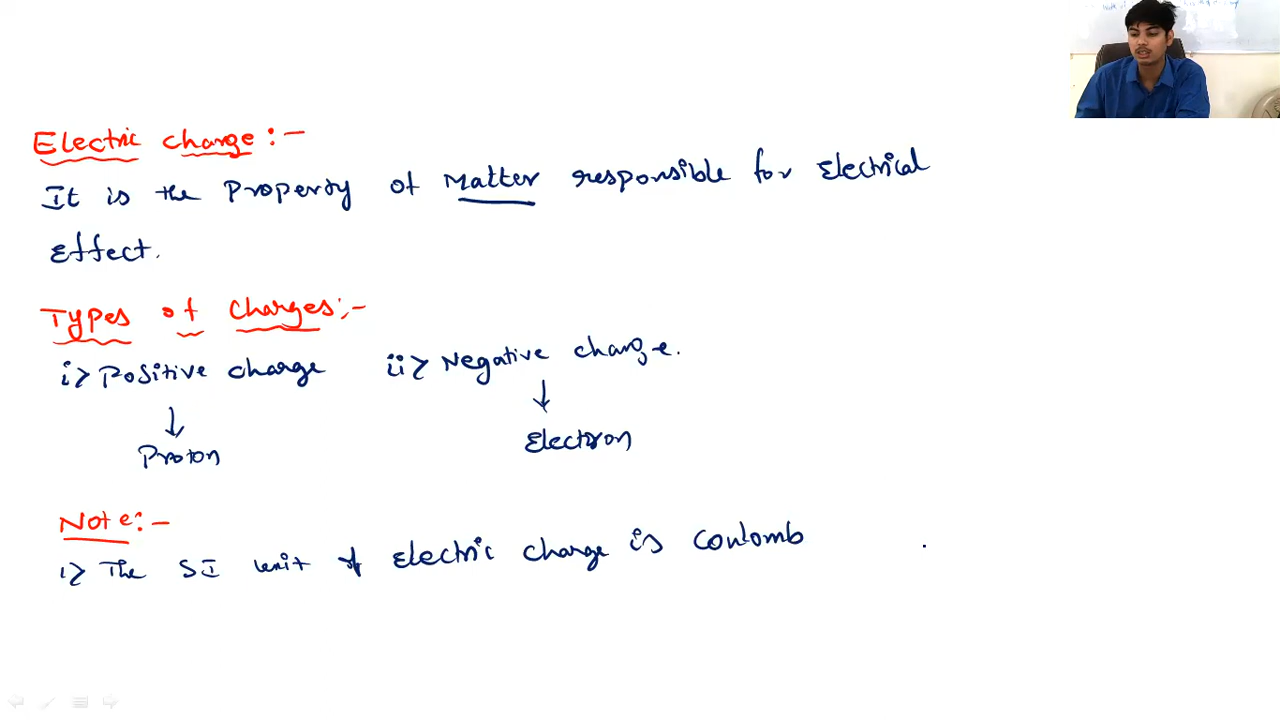 Electric charge:-
It is the Property of Matter responsible for Electrical
Effect.
Types of Charges:-
i> Positive charge ii> Negative charge.
↓ ↓
Proton Electron
Note:-
1> The SI unit of Electric charge is Coulomb